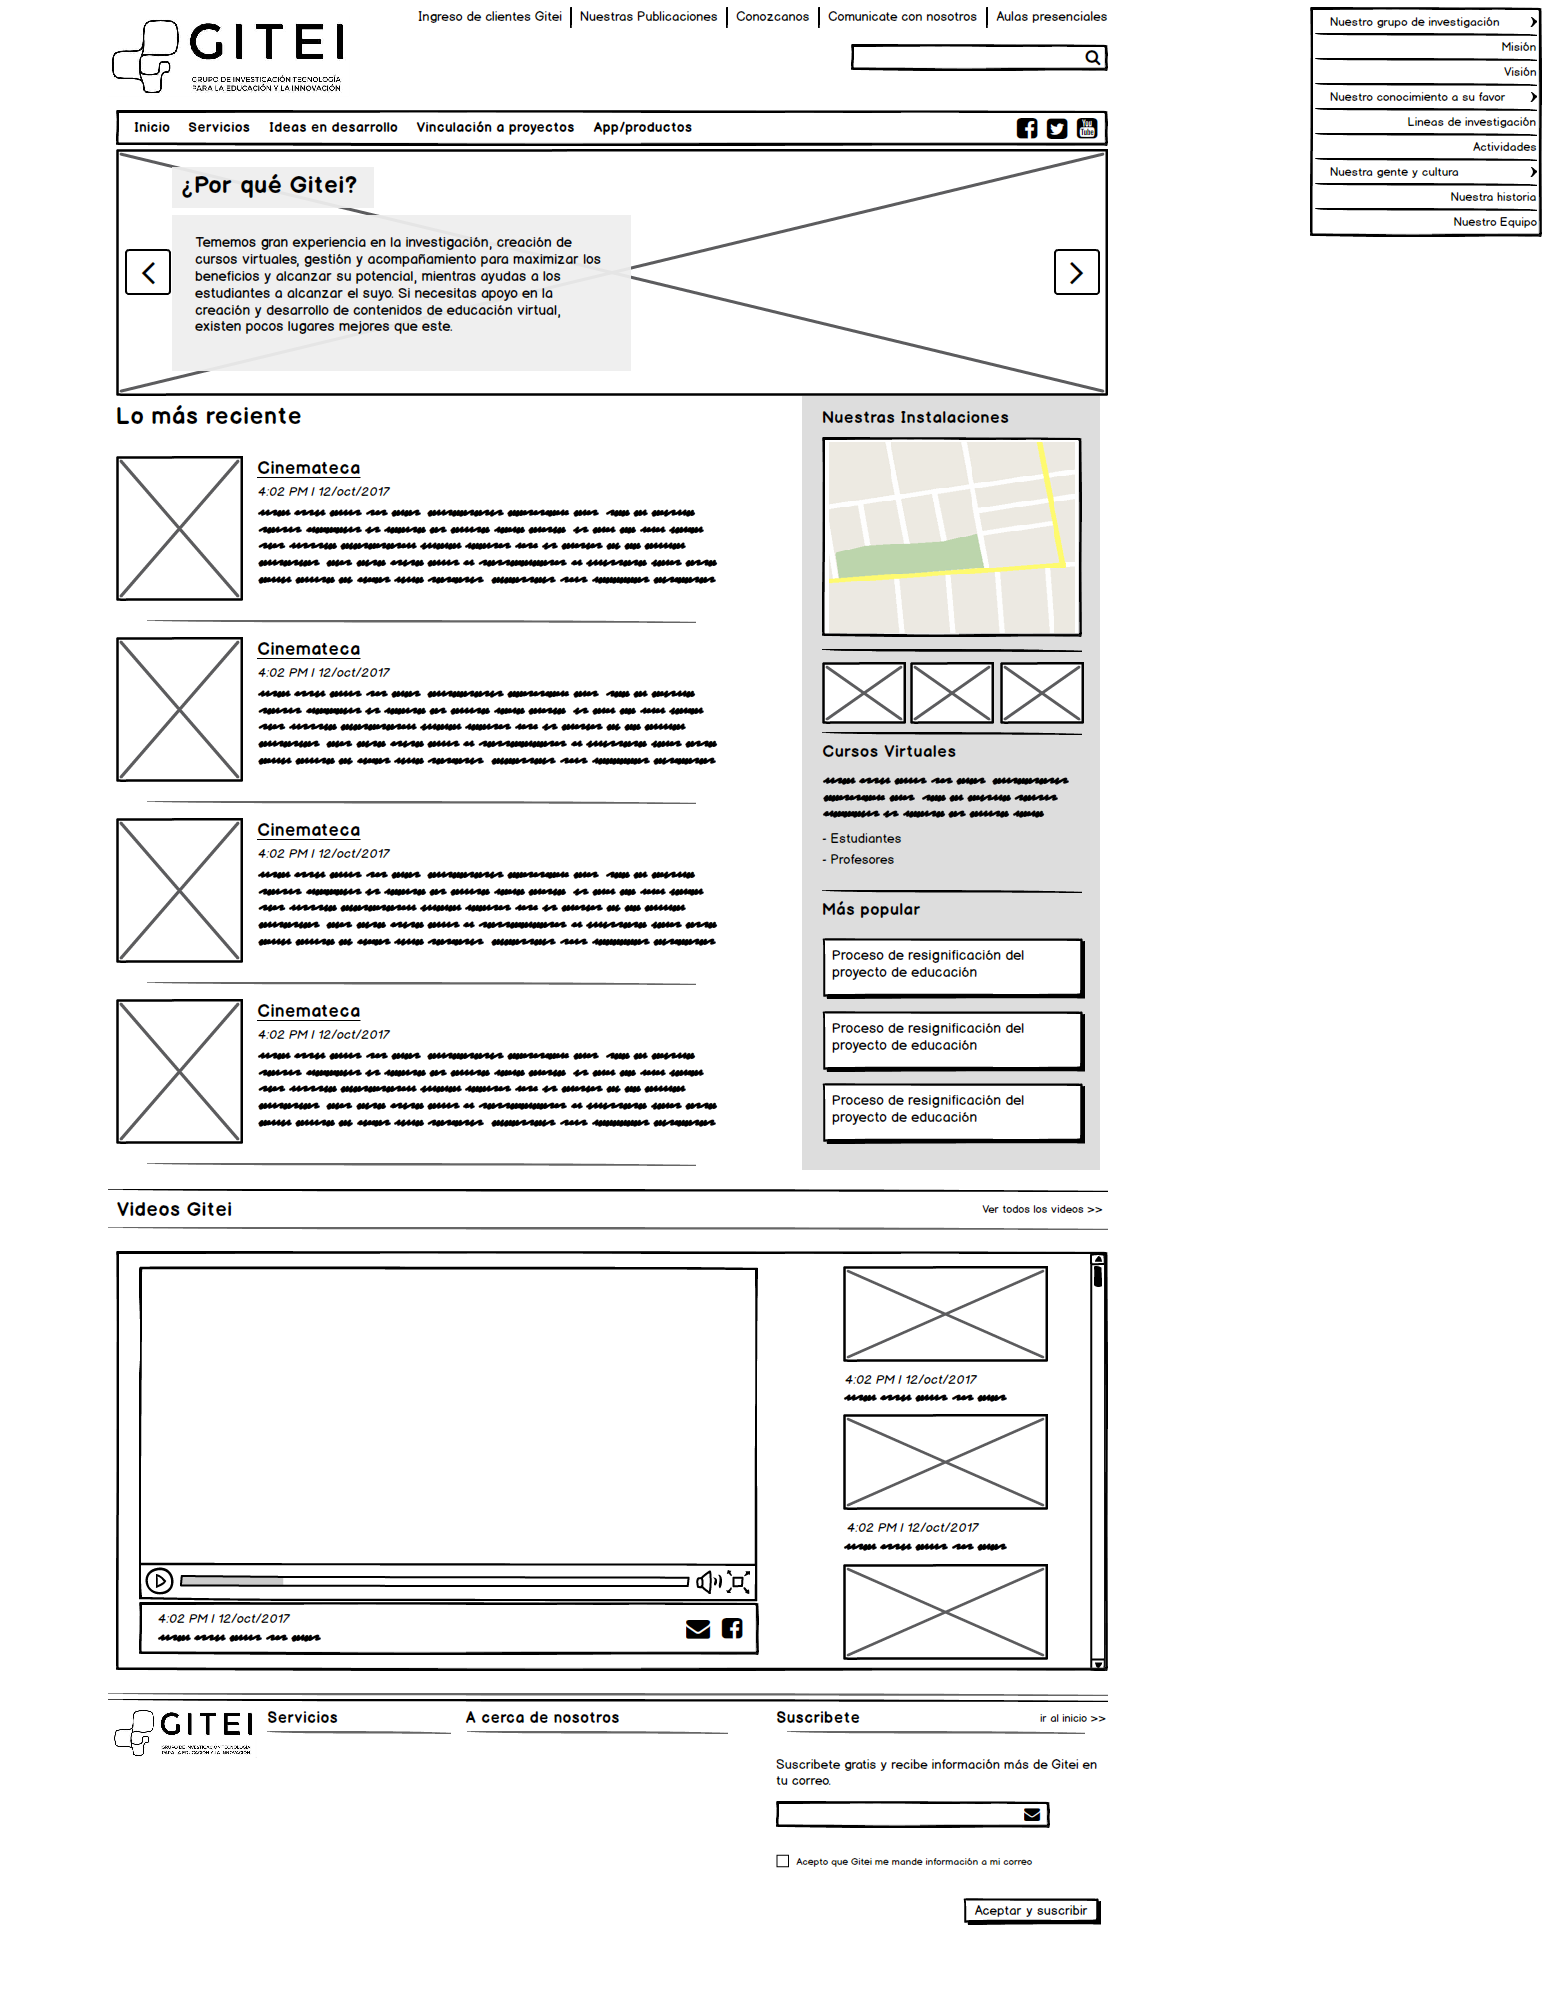 Ingreso de clientes Gitei
Nuestras Publicaciones
Conozcanos
Comunicate con nosotros
Aulas presenciales
GITEI
GRUPO DE INVESTIGACIÓN TECNOLOGÍA
PARA LA EDUCACIÓN Y LA INNOVACIÓN
Inicio
Servicios
Ideas en desarrollo
Vinculación a proyectos
App/productos
You
Tube
¿Por qué Gitei?
Tememos gran experiencia en la investigación, creación de
cursos virtuales, gestión y acompañamiento para maximizar los
beneficios y alcanzar su potencial, mientras ayudas a los
estudiantes a alcanzar el suyo. Si necesitas apoyo en la
creación y desarrollo de contenidos de educación virtual,
existen pocos lugares mejores que este.
Nuestro grupo de investigación
Misión
Visión
Nuestro conocimiento a su favor
Lineas de investigación
Actividades
Nuestra gente y cultura
Nuestra historia
Nuestro Equipo
Lo más reciente
Cinemateca
4:02 PM | 12/oct/2017
Cinemateca
4:02 PM | 12/oct/2017
Cinemateca
4:02 PM | 12/oct/2017
Cinemateca
4:02 PM | 12/oct/2017
Nuestras Instalaciones
Cursos Virtuales
- Estudiantes
- Profesores
Más popular
Proceso de resignificación del
proyecto de educación
Proceso de resignificación del
proyecto de educación
Proceso de resignificación del
proyecto de educación
Videos Gitei
Ver todos los videos >>
4:02 PM | 12/oct/2017
4:02 PM | 12/oct/2017
4:02 PM | 12/oct/2017
GITEI
GRUPO DE INVESTIGACIÓN TECNOLOGÍA
PARA LA EDUCACIÓN Y LA INNOVACIÓN
Servicios
A cerca de nosotros
Suscribete
ir al inicio >>
Suscribete gratis y recibe información más de Gitei en
tu correo.
Acepto que Gitei me mande información a mi correo
Aceptar y suscribir